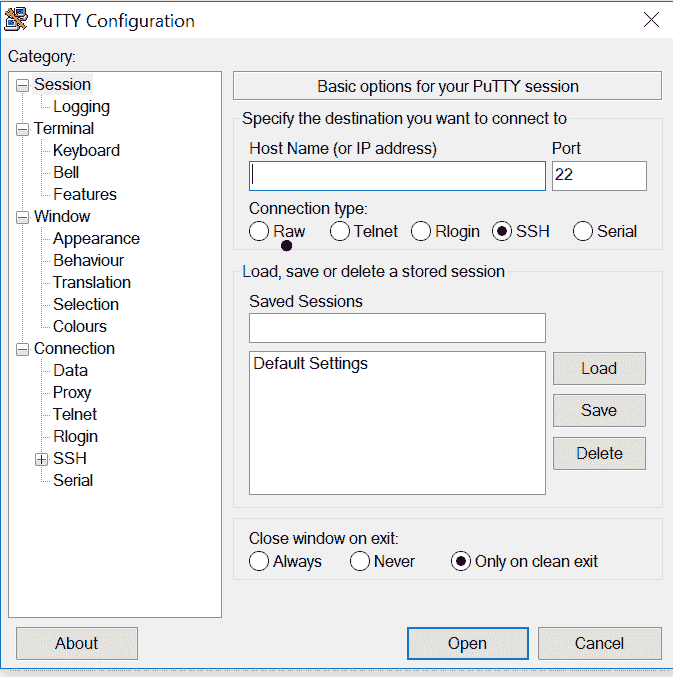 PuTTY Configuration
Category:
Session
Logging
Terminal
Keyboard
Bell
Features
Window
Appearance
Behaviour
Translation
Selection
Colours
Connection
Data
Proxy
Telnet
Rlogin
SSH
Serial
Basic options for your PuTTY session
Specify the destination you want to connect to
Host Name (or IP address) Port
22
Connection type:
Raw Telnet Rlogin SSH Serial
Load, save or delete a stored session
Saved Sessions
Default Settings
Load
Save
Delete
Close window on exit:
Always Never Only on clean exit
About Open Cancel